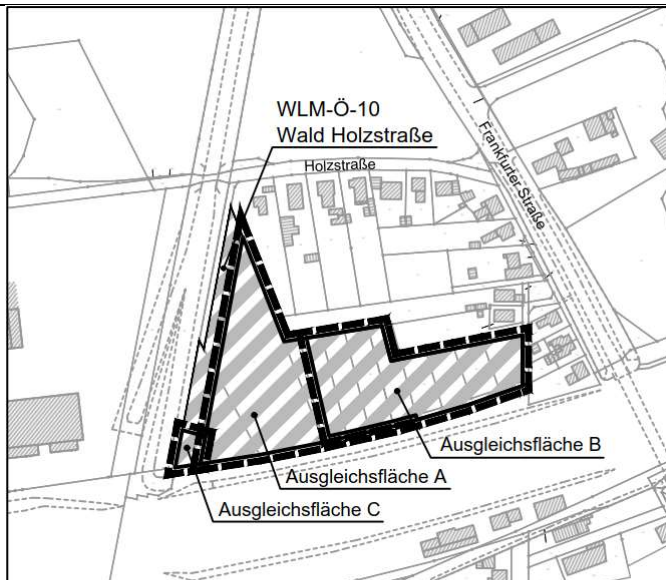 WLM-Ö-10
Wald Holzstraße
Holzstraße
Frankfurter Straße
Ausgleichsfläche B
Ausgleichsfläche A
Ausgleichsfläche C